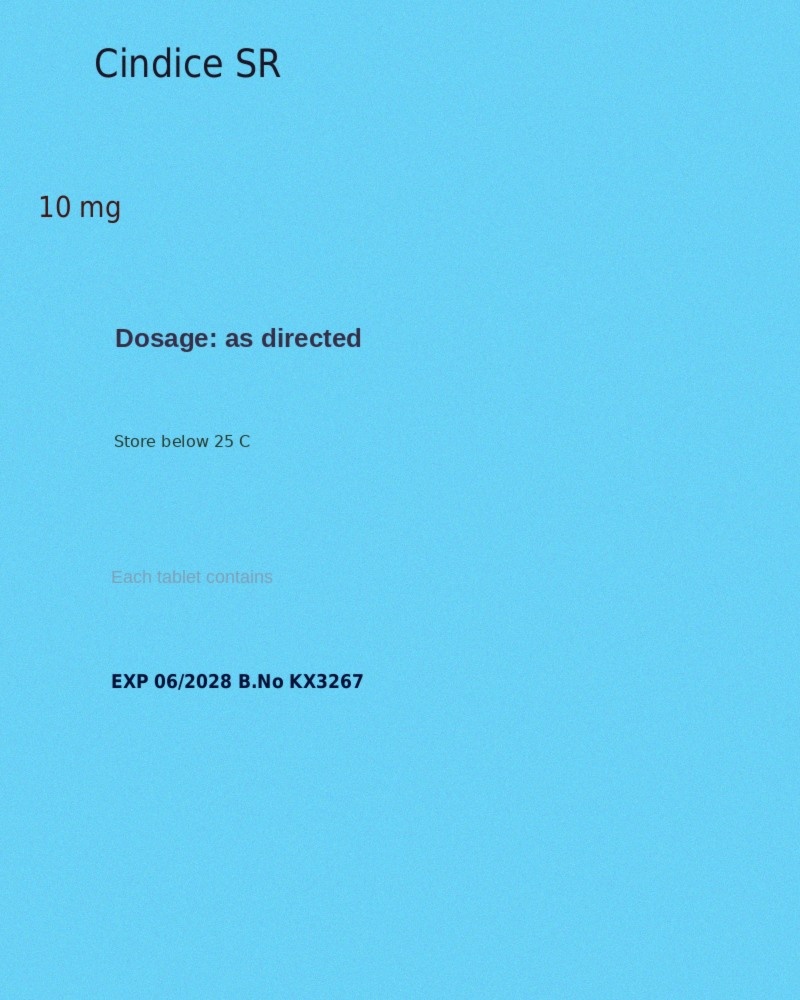 Cindice SR
10 mg
Dosage: as directed
Store below 25 C
Each tablet contains
EXP 06/2028 B.No KX3267